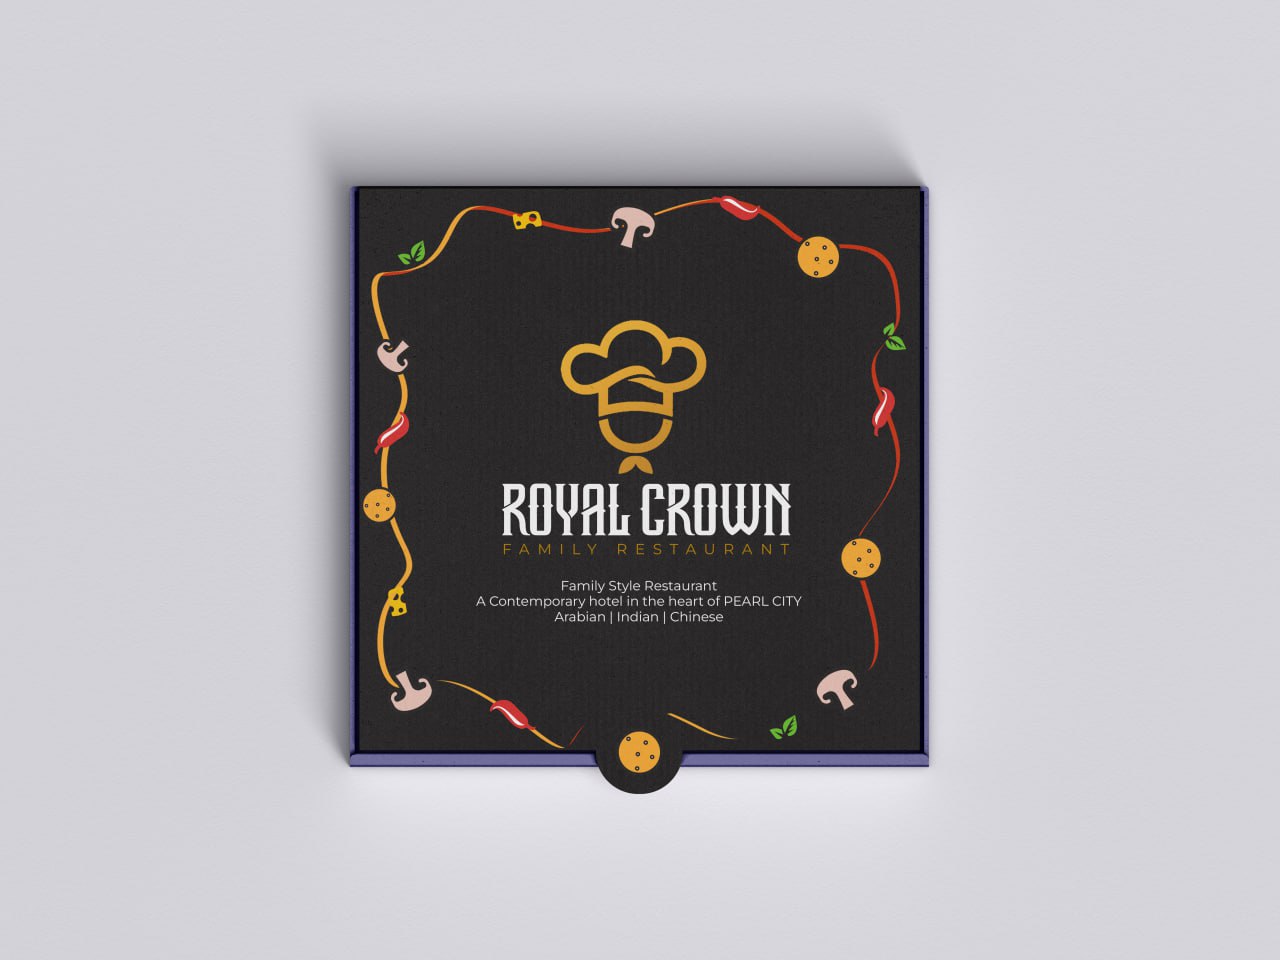 ROYAL CROWN
FAMILY RESTAURANT
Family Style Restaurant
A Contemporary hotel in the heart of PEARL CITY
Arabian | Indian | Chinese